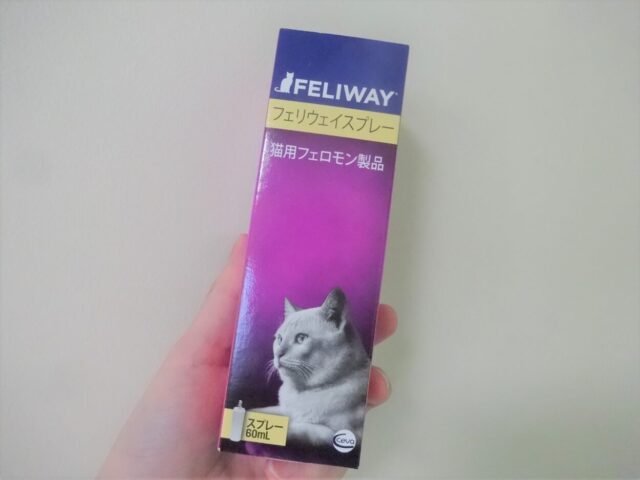 FELIWAY
フェリウェイスプレー
猫用フェロモン製品
スプレー
60mL
Ceva